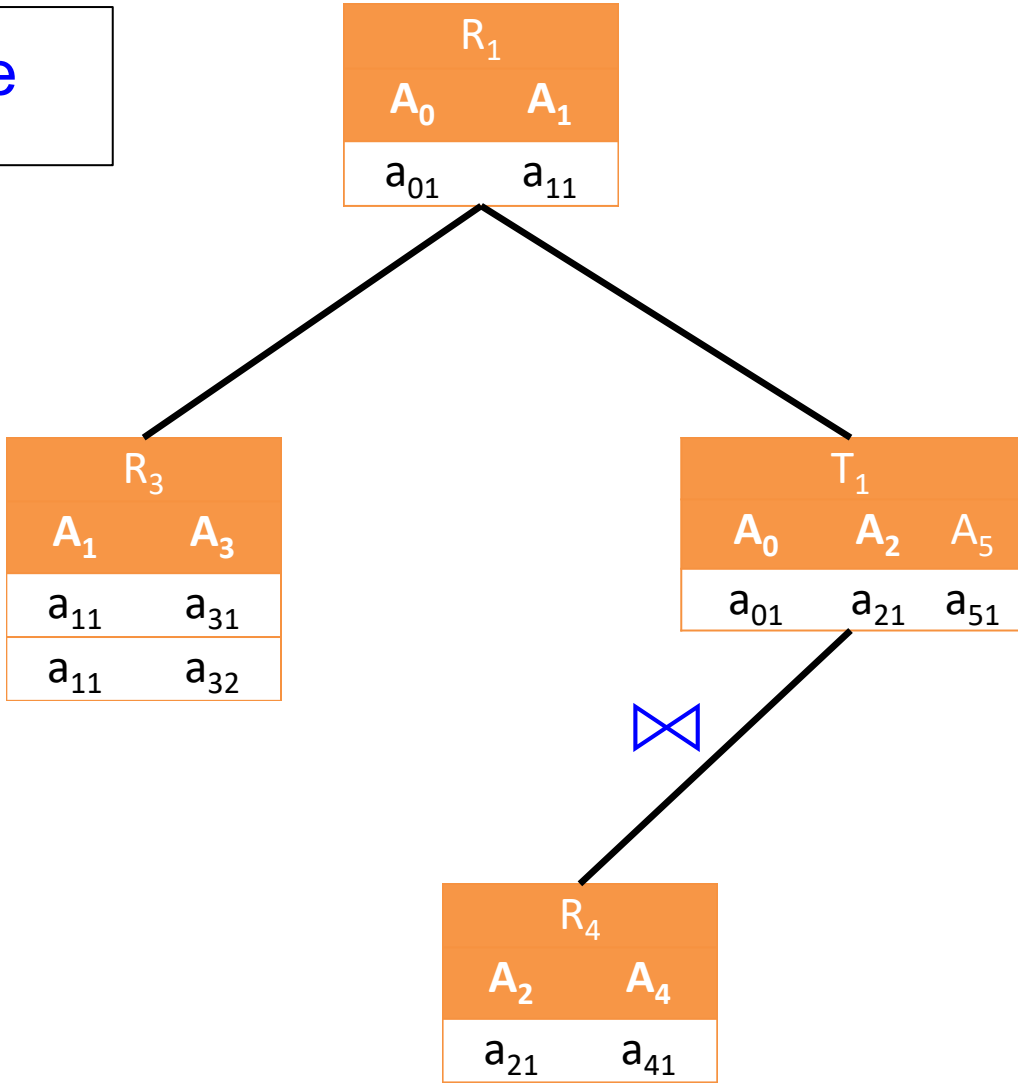 e
R₁
A₀ A₁
a₀₁ a₁₁
R₃
A₁ A₃
a₁₁ a₃₁
a₁₁ a₃₂
T₁
A₀ A₂ A₅
a₀₁ a₂₁ a₅₁
⋈
R₄
A₂ A₄
a₂₁ a₄₁